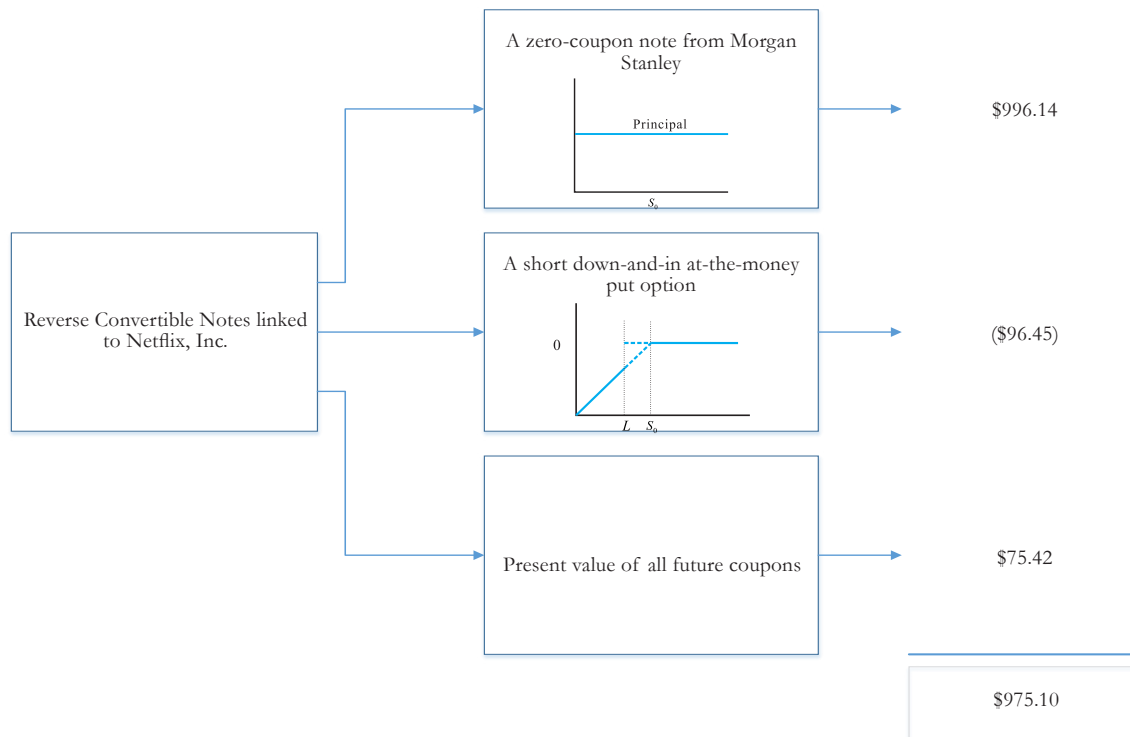 A zero-coupon note from Morgan
Stanley
Principal
S₀
$996.14
Reverse Convertible Notes linked
to Netflix, Inc.
A short down-and-in at-the-money
put option
0
L S₀
($96.45)
Present value of all future coupons
$75.42
$975.10